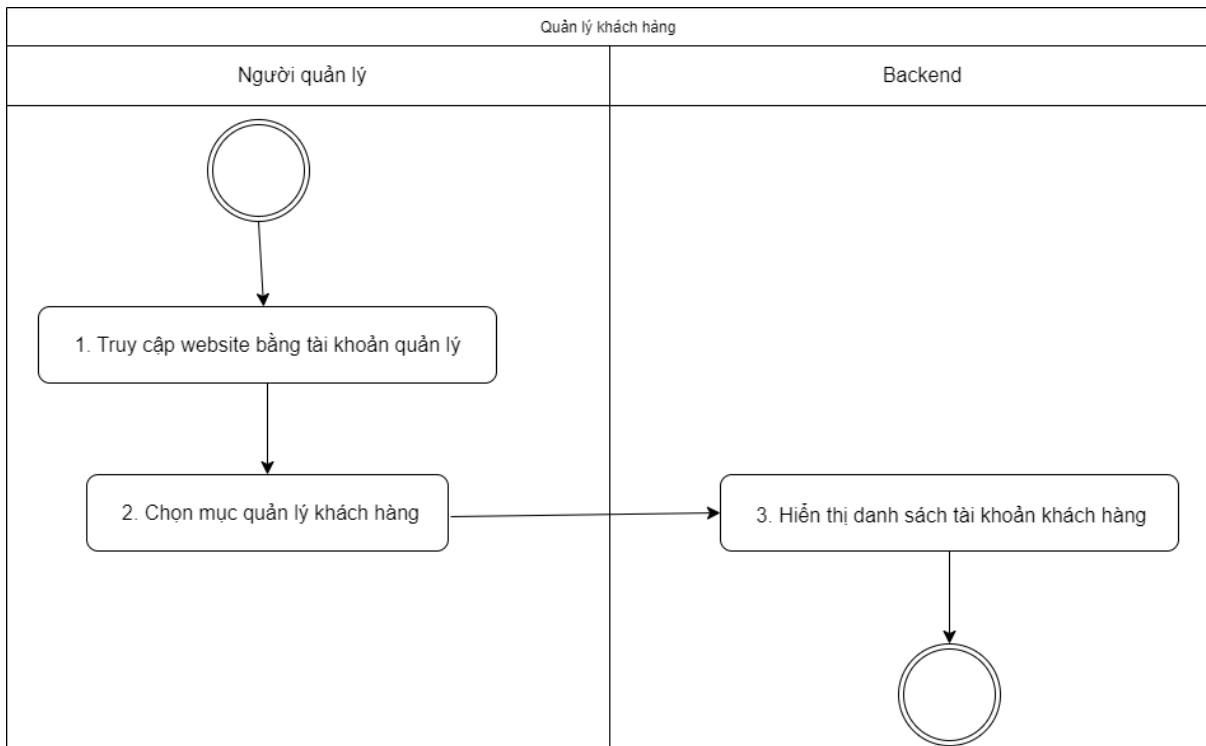 Quản lý khách hàng
Người quản lý
Backend
1. Truy cập website bằng tài khoản quản lý
2. Chọn mục quản lý khách hàng
3. Hiển thị danh sách tài khoản khách hàng